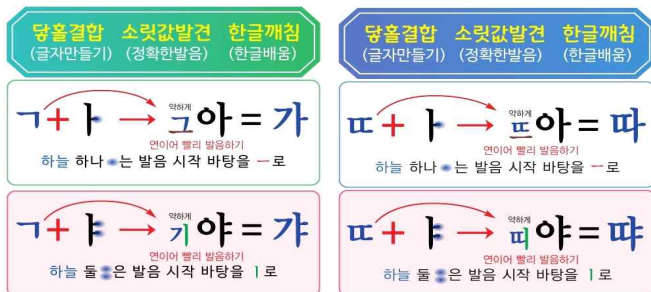 닿홀결합 소릿값발견 한글깨침
(글자만들기) (정확한발음) (한글배움)
약하게
ㄱ+ㅏ→그아=가
연이어 빨리 발음하기
하늘 하나 는 발음 시작 바탕을 ㅡ로
약하게
ㄱ+ㅑ→기야=갸
연이어 빨리 발음하기
하늘 둘 은 발음 시작 바탕을 ㅣ로
닿홀결합 소릿값발견 한글깨침
(글자만들기) (정확한발음) (한글배움)
약하게
ㄸ+ㅏ→뜨아=따
연이어 빨리 발음하기
하늘 하나 는 발음 시작 바탕을 ㅡ로
약하게
ㄸ+ㅑ→띠야=땨
연이어 빨리 발음하기
하늘 둘 은 발음 시작 바탕을 ㅣ로